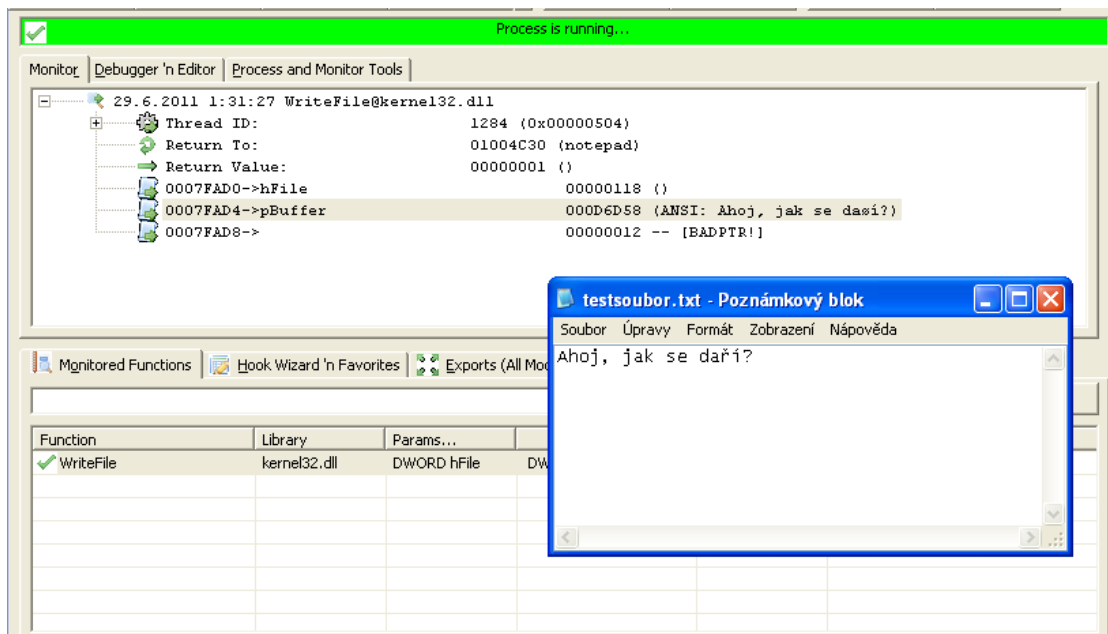 Process is running...
Monitor Debugger 'n Editor Process and Monitor Tools
29.6.2011 1:31:27 WriteFile@kernel32.dll
Thread ID: 1284 (0x00000504)
Return To: 01004C30 (notepad)
Return Value: 00000001 ()
0007FAD0->hFile 00000118 ()
0007FAD4->pBuffer 000D6D58 (ANSI: Ahoj, jak se daøí?)
0007FAD8-> 00000012 -- [BADPTR!]
testsoubor.txt - Poznámkový blok
Soubor Úpravy Formát Zobrazení Nápověda
Ahoj, jak se daří?
Monitored Functions Hook Wizard 'n Favorites Exports (All Mod
Function Library Params...
WriteFile kernel32.dll DWORD hFile DW